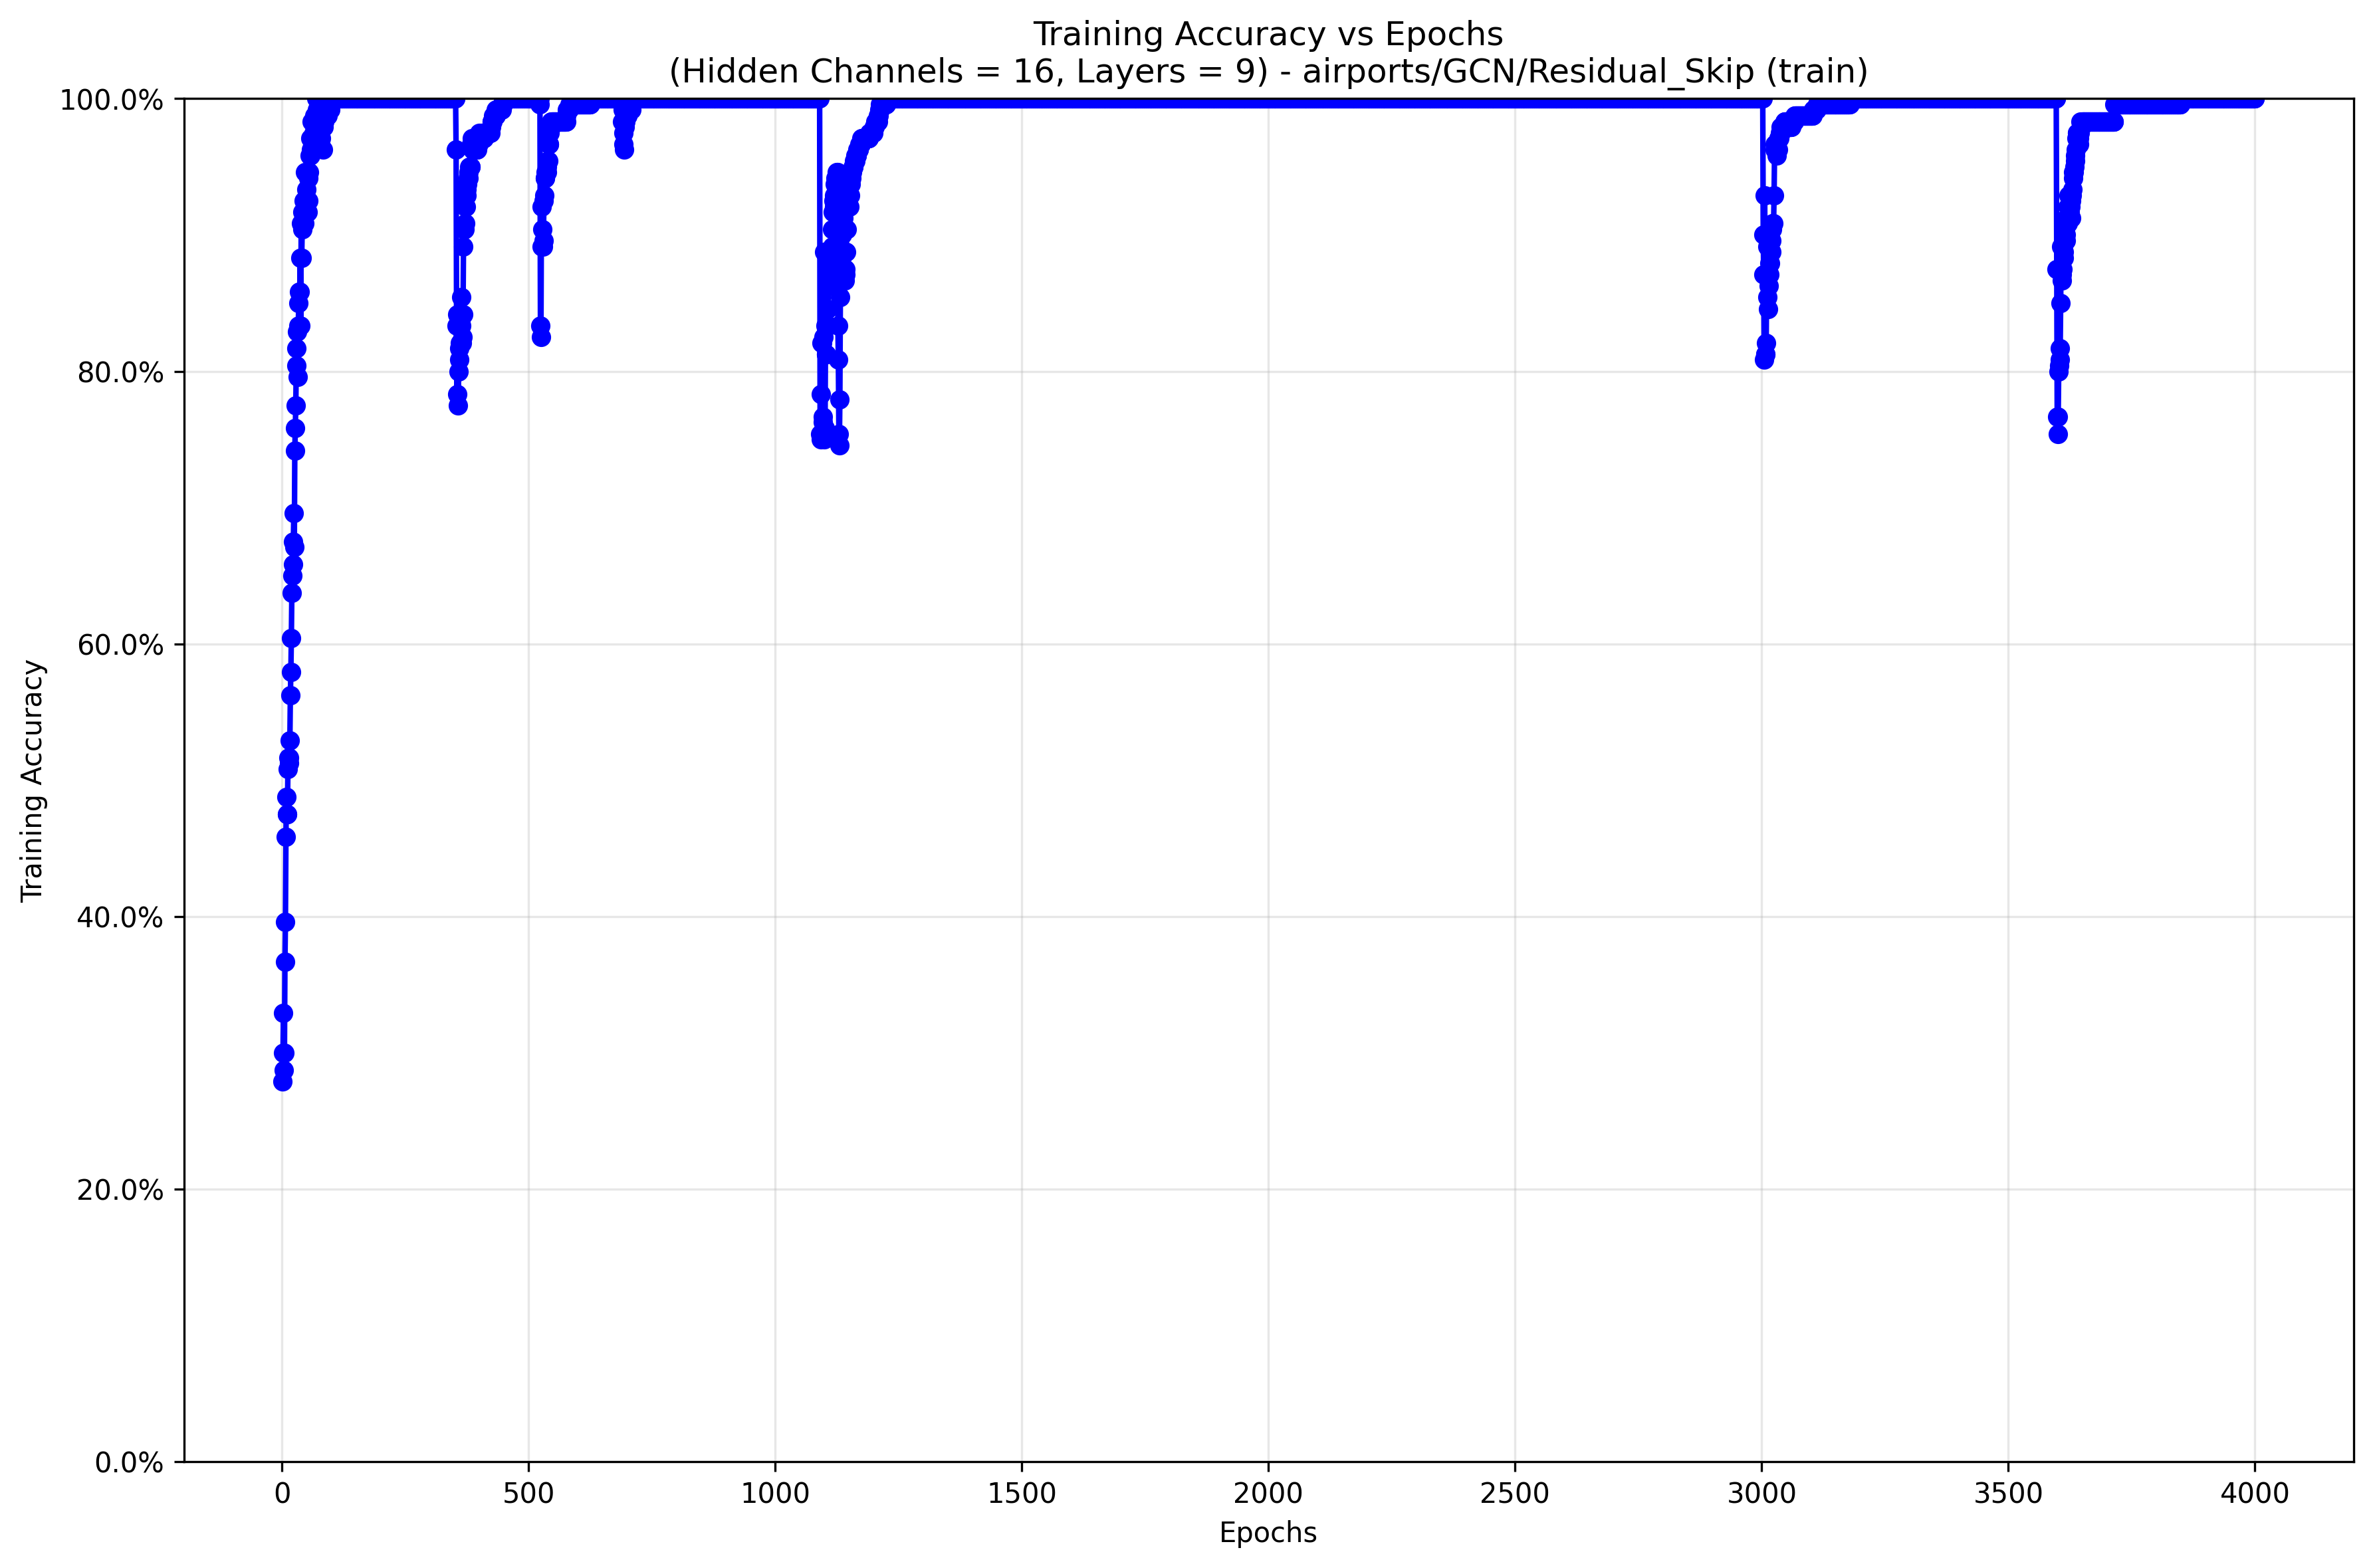 Training Accuracy vs Epochs
(Hidden Channels = 16, Layers = 9) - airports/GCN/Residual_Skip (train)
100.0%
80.0%
60.0%
40.0%
20.0%
0.0%
Training Accuracy
0 500 1000 1500 2000 2500 3000 3500 4000
Epochs